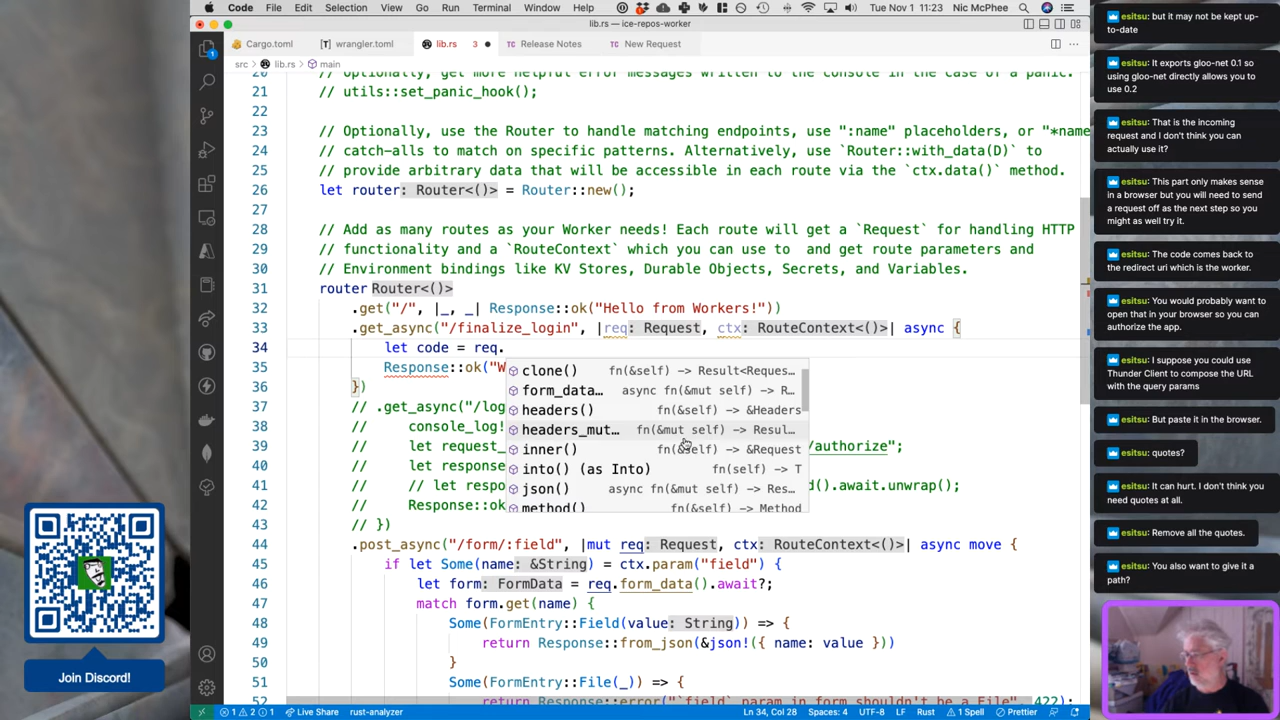 Code File Edit Selection View Go Run Terminal Window Help
Tue Nov 1 11:23 Nic McPhee
lib.rs — ice-repos-worker
Cargo.toml wrangler.toml lib.rs 3 Release Notes New Request
src > lib.rs > main
20 // Optionally, get more helpful error messages written to the console in the case of a panic.
21 // utils::set_panic_hook();
22
23 // Optionally, use the Router to handle matching endpoints, use ":name" placeholders, or "*name
24 // catch-alls to match on specific patterns. Alternatively, use `Router::with_data(D)` to
25 // provide arbitrary data that will be accessible in each route via the `ctx.data()` method.
26 let router: Router<()> = Router::new();
27
28 // Add as many routes as your Worker needs! Each route will get a `Request` for handling HTTP
29 // functionality and a `RouteContext` which you can use to  and get route parameters and
30 // Environment bindings like KV Stores, Durable Objects, Secrets, and Variables.
31 router Router<()>
32 .get("/", |_, _| Response::ok("Hello from Workers!"))
33 .get_async("/finalize_login", |req: Request, ctx: RouteContext<()>| async {
34 let code = req.
35 Response::ok("W
36 })
37 // .get_async("/log
38 // console_log!
39 // let request_ /authorize";
40 // let response
41 // // let respo d().await.unwrap();
42 // Response::ok
43 // })
44 .post_async("/form/:field", |mut req: Request, ctx: RouteContext<()>| async move {
45 if let Some(name: &String) = ctx.param("field") {
46 let form: FormData = req.form_data().await?;
47 match form.get(name) {
48 Some(FormEntry::Field(value: String)) => {
49 return Response::from_json(&json!({ name: value }))
50 }
51 Some(FormEntry::File(_)) => {
52 return Response::error("`field` param in form shouldn't be a File", 422);
clone() fn(&self) -> Result<Reques…
form_data… async fn(&mut self) -> R…
headers() fn(&self) -> &Headers
headers_mut… fn(&mut self) -> Resul…
inner() fn(&self) -> &Request
into() (as Into) fn(self) -> T
json() async fn(&mut self) -> Res…
method() fn(&self) -> Method
1 2 1 Live Share rust-analyzer Ln 34, Col 28 Spaces: 4 UTF-8 LF Rust 1 Spell Prettier
Join Discord!
esitsu: but it may not be kept up-
to-date
esitsu: It exports gloo-net 0.1 so
using gloo-net directly allows you to
use 0.2
esitsu: That is the incoming
request and I don't think you can
actually use it?
esitsu: This part only makes sense
in a browser but you will need to send
a request off as the next step so you
might as well try it.
esitsu: The code comes back to
the redirect uri which is the worker.
esitsu: You would probably want to
open that in your browser so you can
authorize the app.
esitsu: I suppose you could use
Thunder Client to compose the URL
with the query params
esitsu: But paste it in the browser.
esitsu: quotes?
esitsu: It can hurt. I don't think you
need quotes at all.
esitsu: Remove all the quotes.
esitsu: You also want to give it a
path?